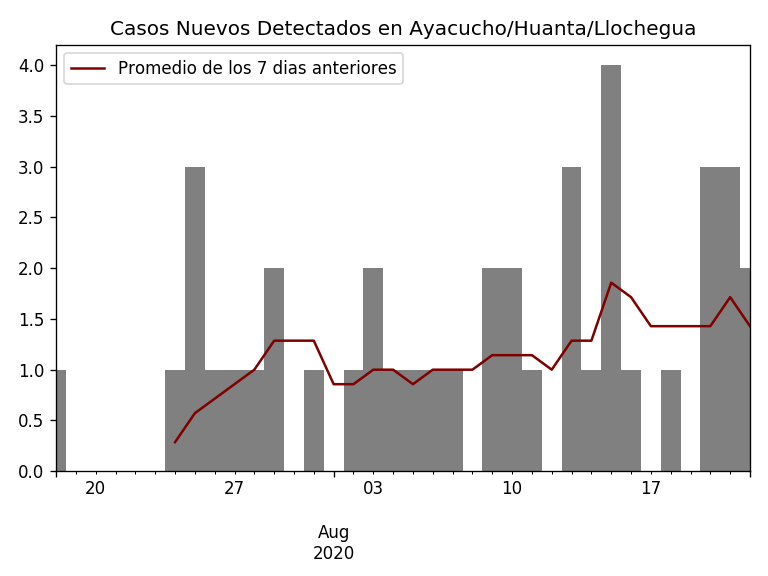 Casos Nuevos Detectados en Ayacucho/Huanta/Llochegua
Promedio de los 7 dias anteriores
4.0
3.5
3.0
2.5
2.0
1.5
1.0
0.5
0.0
20 27 03 10 17
Aug
2020